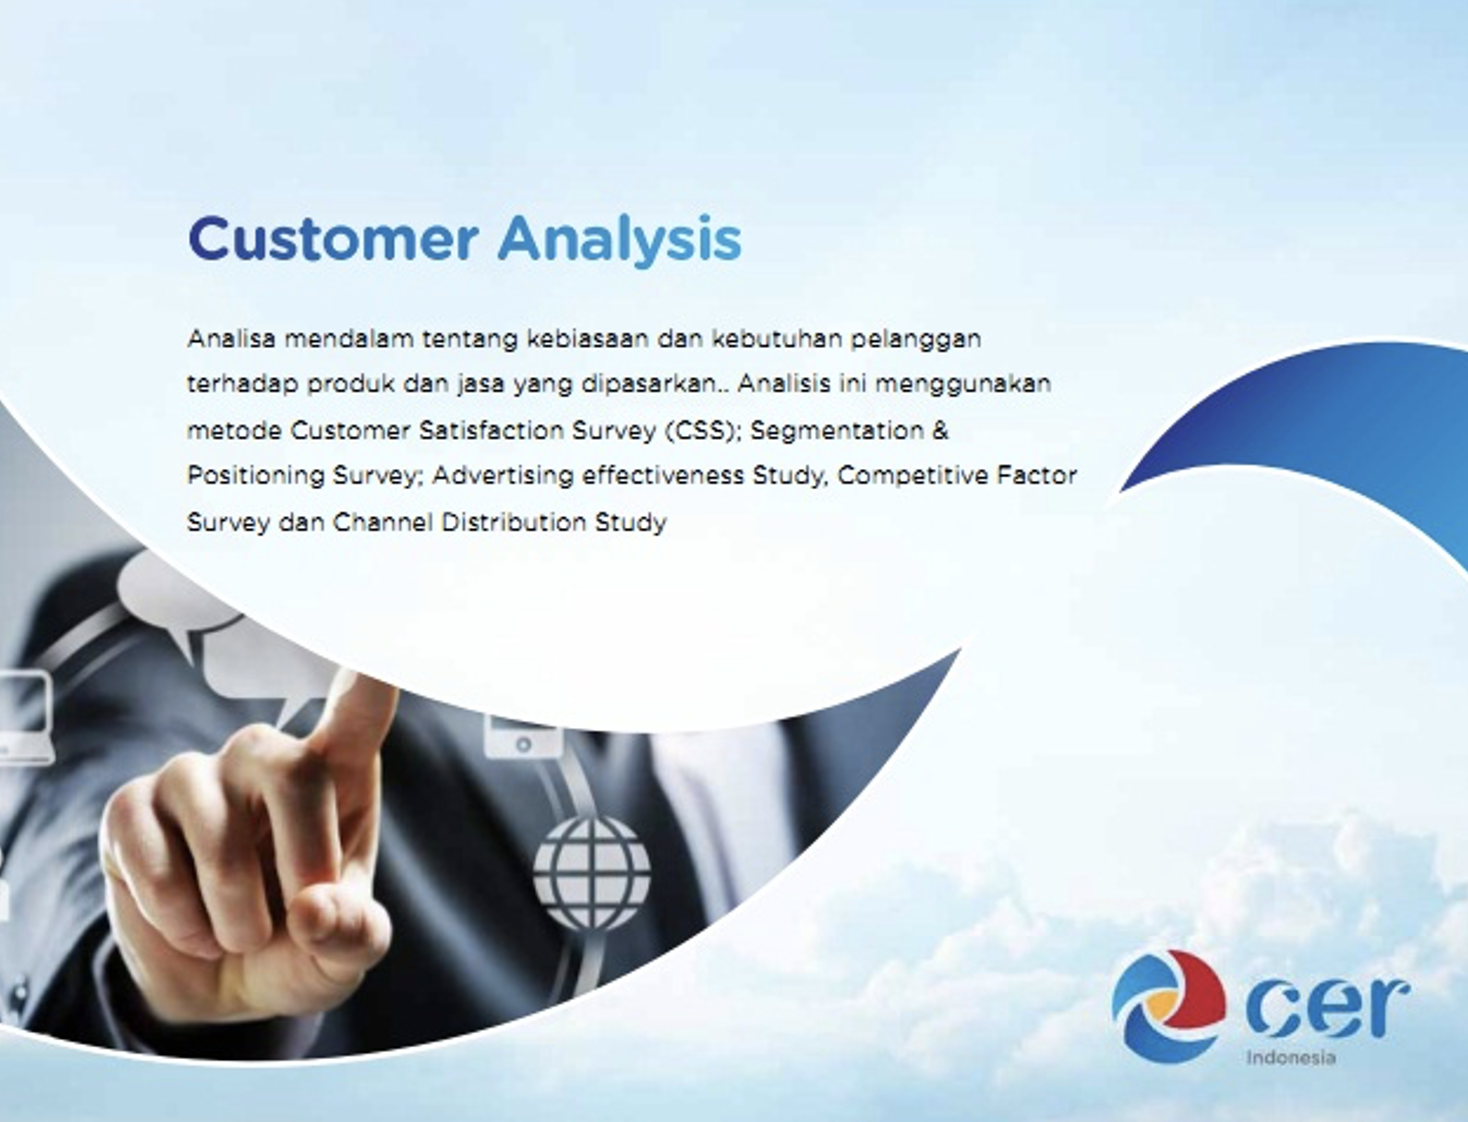 Customer Analysis
Analisa mendalam tentang kebiasaan dan kebutuhan pelanggan
terhadap produk dan jasa yang dipasarkan.. Analisis ini menggunakan
metode Customer Satisfaction Survey (CSS); Segmentation &
Positioning Survey; Advertising effectiveness Study, Competitive Factor
Survey dan Channel Distribution Study
cer
Indonesia